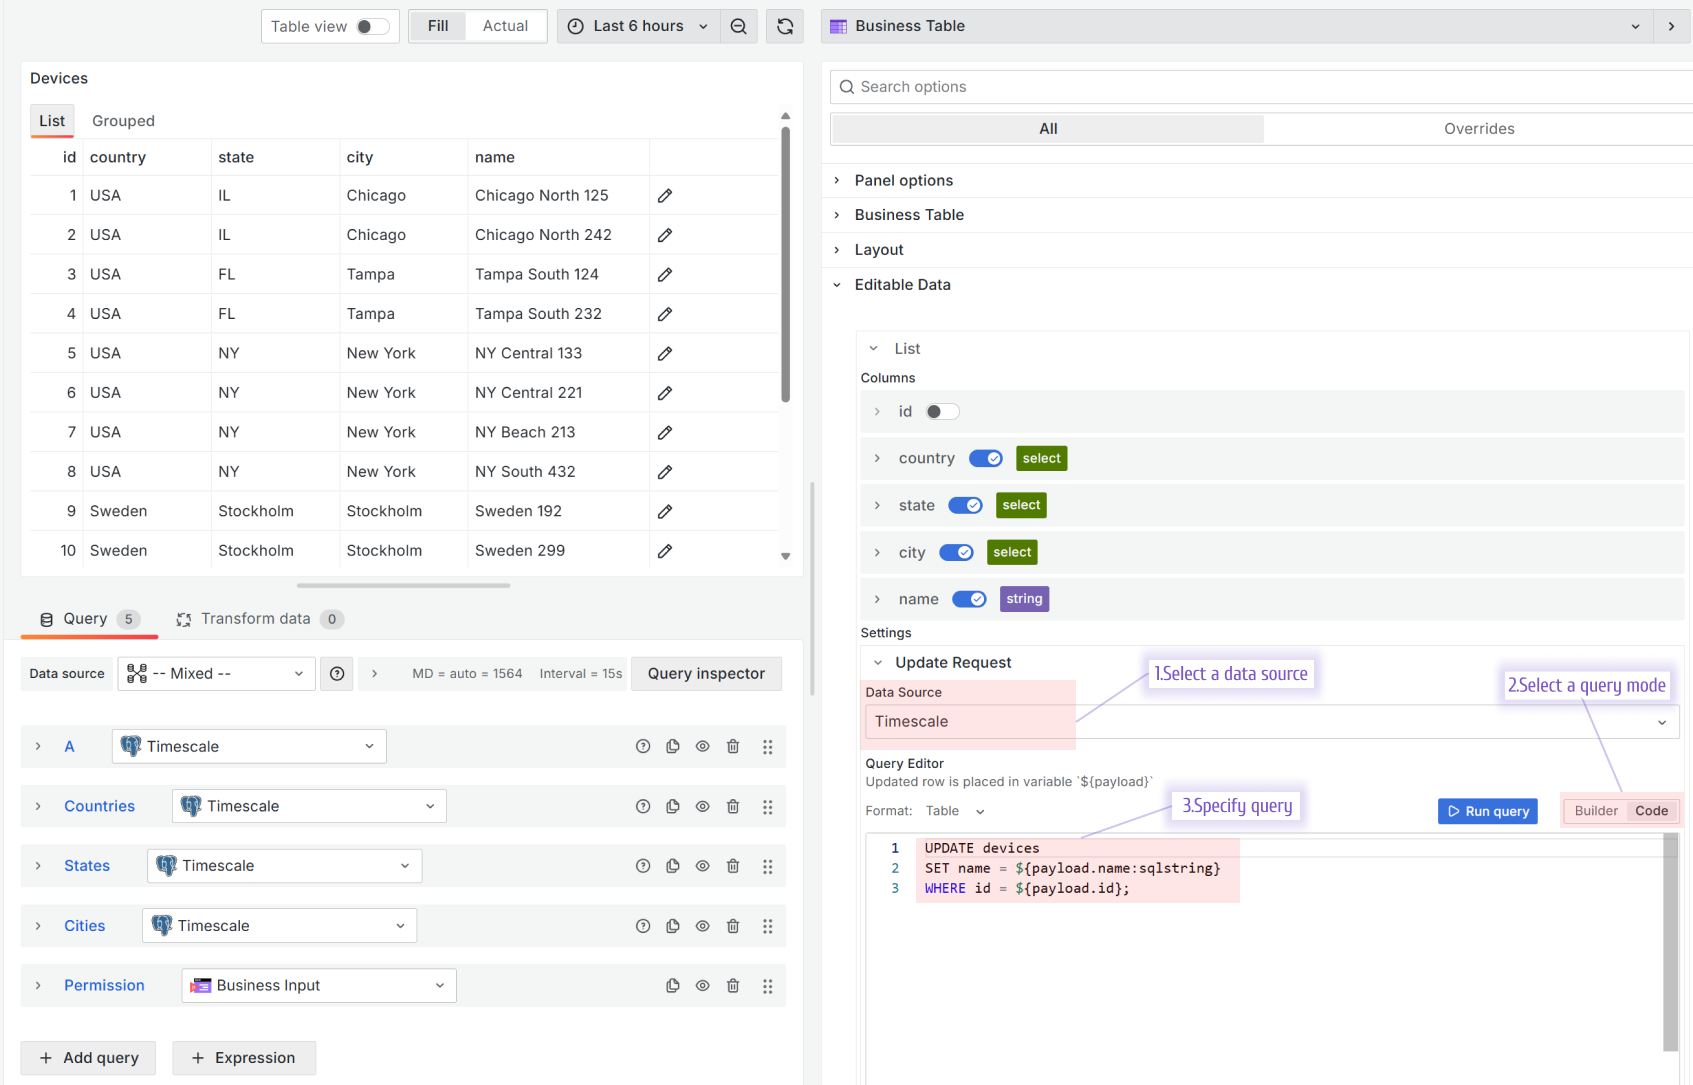 Table view
Fill
Actual
Last 6 hours
Business Table
Devices
List
Grouped
id country state city name
1 USA IL Chicago Chicago North 125
2 USA IL Chicago Chicago North 242
3 USA FL Tampa Tampa South 124
4 USA FL Tampa Tampa South 232
5 USA NY New York NY Central 133
6 USA NY New York NY Central 221
7 USA NY New York NY Beach 213
8 USA NY New York NY South 432
9 Sweden Stockholm Stockholm Sweden 192
10 Sweden Stockholm Stockholm Sweden 299
Query 5
Transform data 0
Data source
-- Mixed --
MD = auto = 1564
Interval = 15s
Query inspector
A Timescale
Countries Timescale
States Timescale
Cities Timescale
Permission Business Input
+ Add query
+ Expression
Search options
All
Overrides
Panel options
Business Table
Layout
Editable Data
List
Columns
id
country select
state select
city select
name string
Settings
Update Request
1.Select a data source
2.Select a query mode
Data Source
Timescale
Query Editor
Updated row is placed in variable `${payload}`
3.Specify query
Format: Table
Run query
Builder
Code
1 UPDATE devices
2 SET name = ${payload.name:sqlstring}
3 WHERE id = ${payload.id};